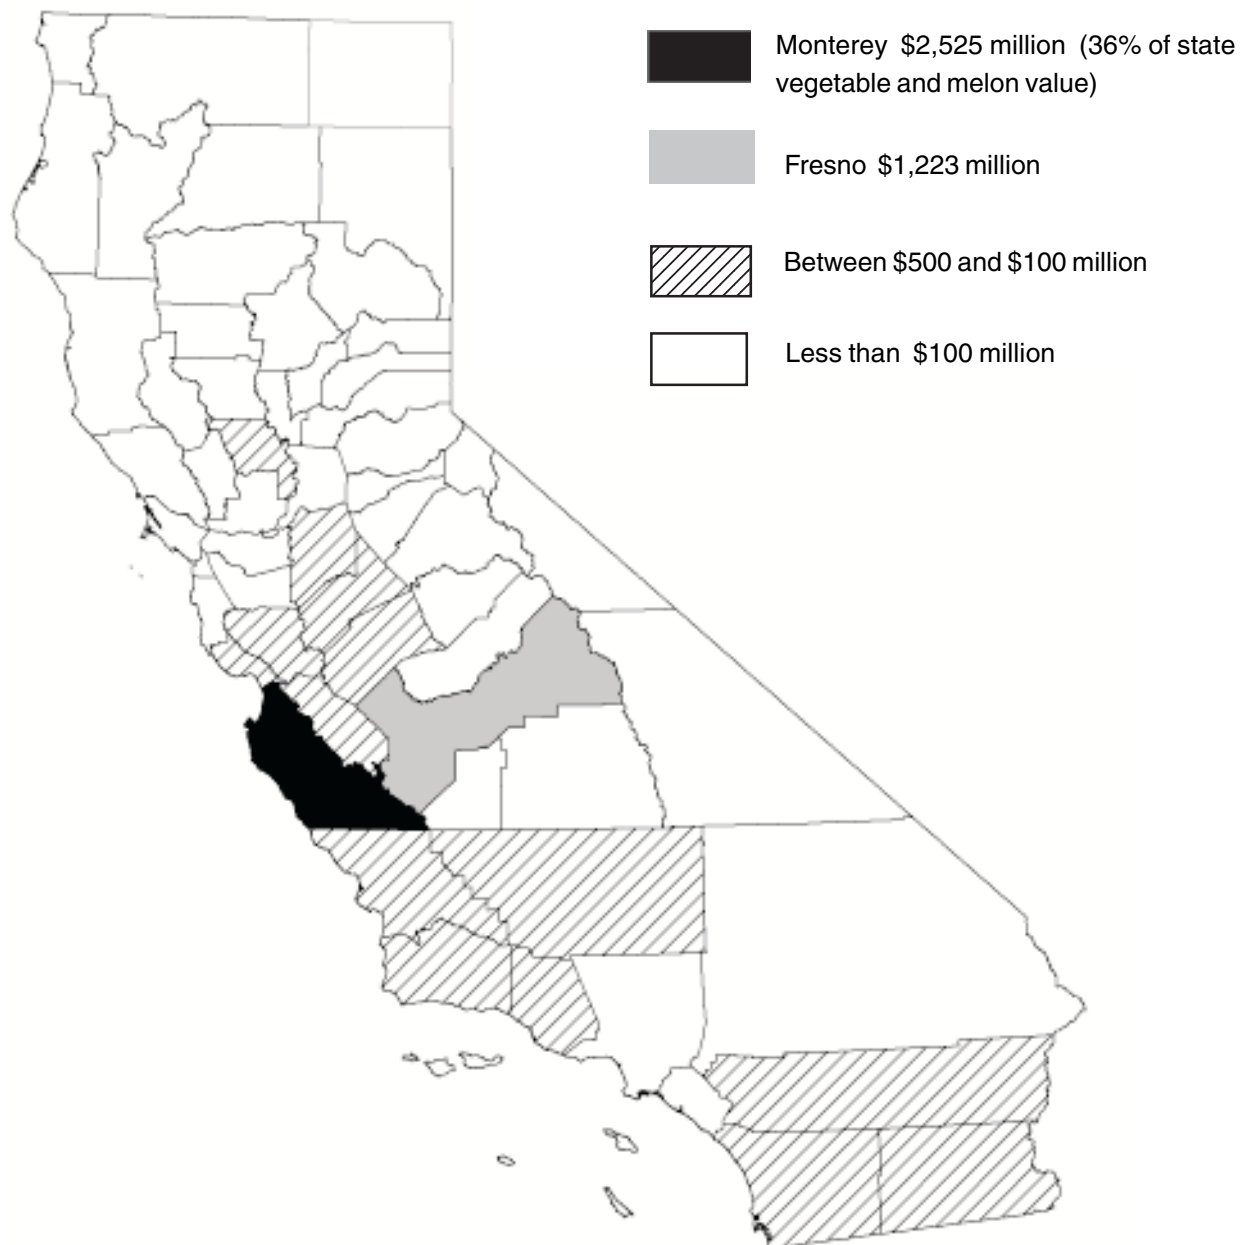 Monterey $2,525 million (36% of state
vegetable and melon value)
Fresno $1,223 million
Between $500 and $100 million
Less than $100 million